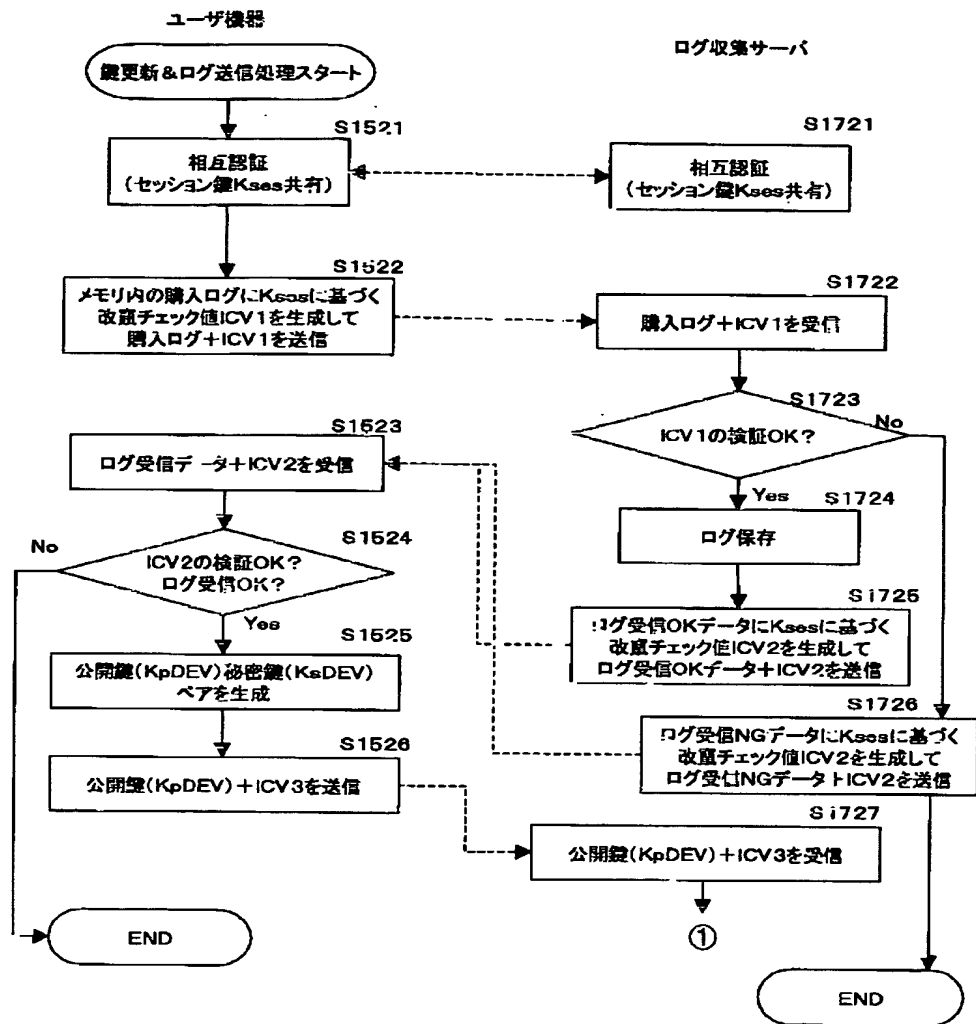 ユーザ機器
ログ収集サーバ
鍵更新&ログ送信処理スタート
S1521
相互認証
(セッション鍵Kses共有)
S1721
相互認証
(セッション鍵Kses共有)
S1522
メモリ内の購入ログにKsesに基づく
改竄チェック値ICV1を生成して
購入ログ+ICV1を送信
S1722
購入ログ+ICV1を受信
S1723
ICV1の検証OK?
No
Yes
S1523
ログ受信データ+ICV2を受信
S1724
ログ保存
S1524
ICV2の検証OK?
ログ受信OK?
No
Yes
S1725
ログ受信OKデータにKsesに基づく
改竄チェック値ICV2を生成して
ログ受信OKデータ+ICV2を送信
S1525
公開鍵(KpDEV)秘密鍵(KsDEV)
ペアを生成
S1726
ログ受信NGデータにKsesに基づく
改竄チェック値ICV2を生成して
ログ受信NGデータ+ICV2を送信
S1526
公開鍵(KpDEV)+ICV3を送信
S1727
公開鍵(KpDEV)+ICV3を受信
①
END
END